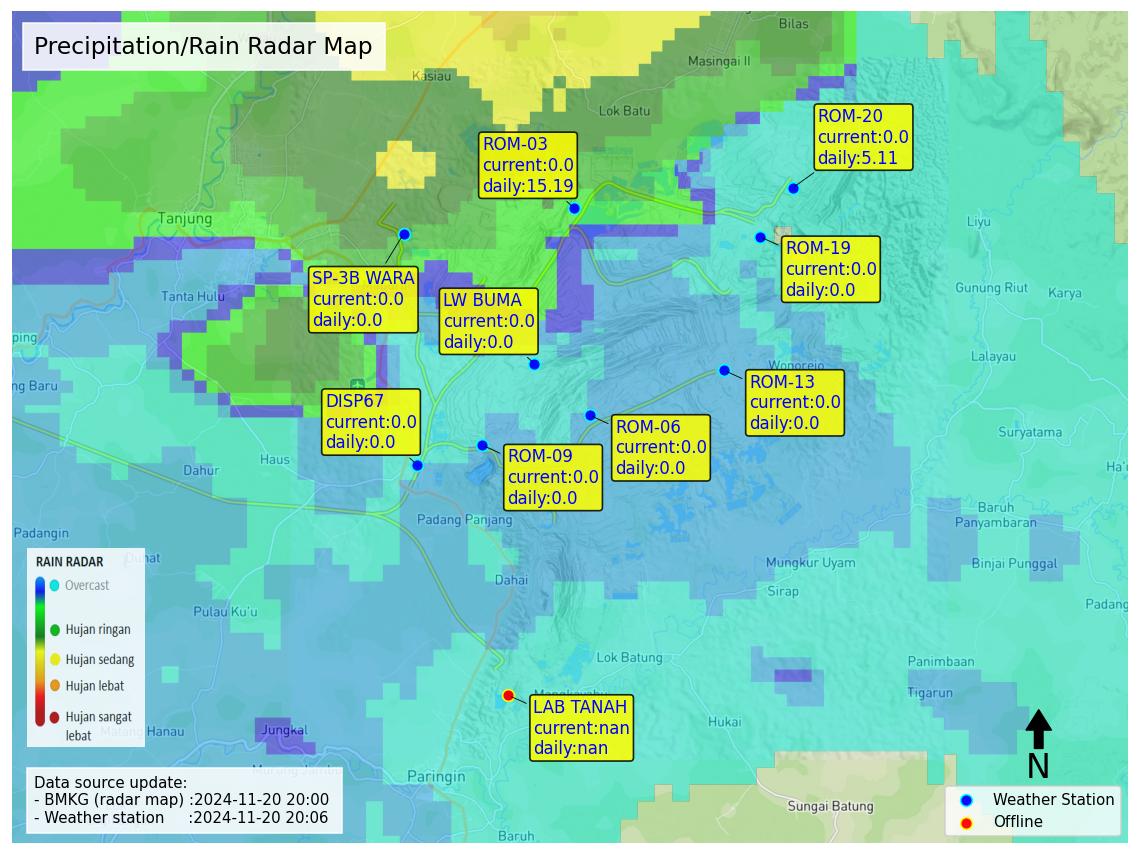 Precipitation/Rain Radar Map
Bilas
Masingai II
Kasiau
Lok Batu
ROM-20
current:0.0
daily:5.11
ROM-03
current:0.0
daily:15.19
Tanjung
Liyu
ROM-19
current:0.0
daily:0.0
SP-3B WARA
current:0.0
daily:0.0
LW BUMA
current:0.0
daily:0.0
Tanta Hulu
Gunung Riut
Karya
ping
Lalayau
Wonorejo
ng Baru
ROM-13
current:0.0
daily:0.0
DISP67
current:0.0
daily:0.0
ROM-06
current:0.0
daily:0.0
Suryatama
ROM-09
current:0.0
daily:0.0
Haus
Dahur
Ha'u
Padang Panjang
Baruh
Panyambaran
Padangin
Mungkur Uyam
Binjai Punggal
Dahai
Sirap
Padang
Pulau Ku'u
RAIN RADAR
Overcast
Hujan ringan
Hujan sedang
Hujan lebat
Hujan sangat
lebat
Lok Batung
Panimbaan
Tigarun
LAB TANAH
current:nan
daily:nan
Hukai
Manau
Jungkal
Paringin
N
Sungai Batung
Baruh
Data source update:
- BMKG (radar map) :2024-11-20 20:00
- Weather station :2024-11-20 20:06
Weather Station
Offline